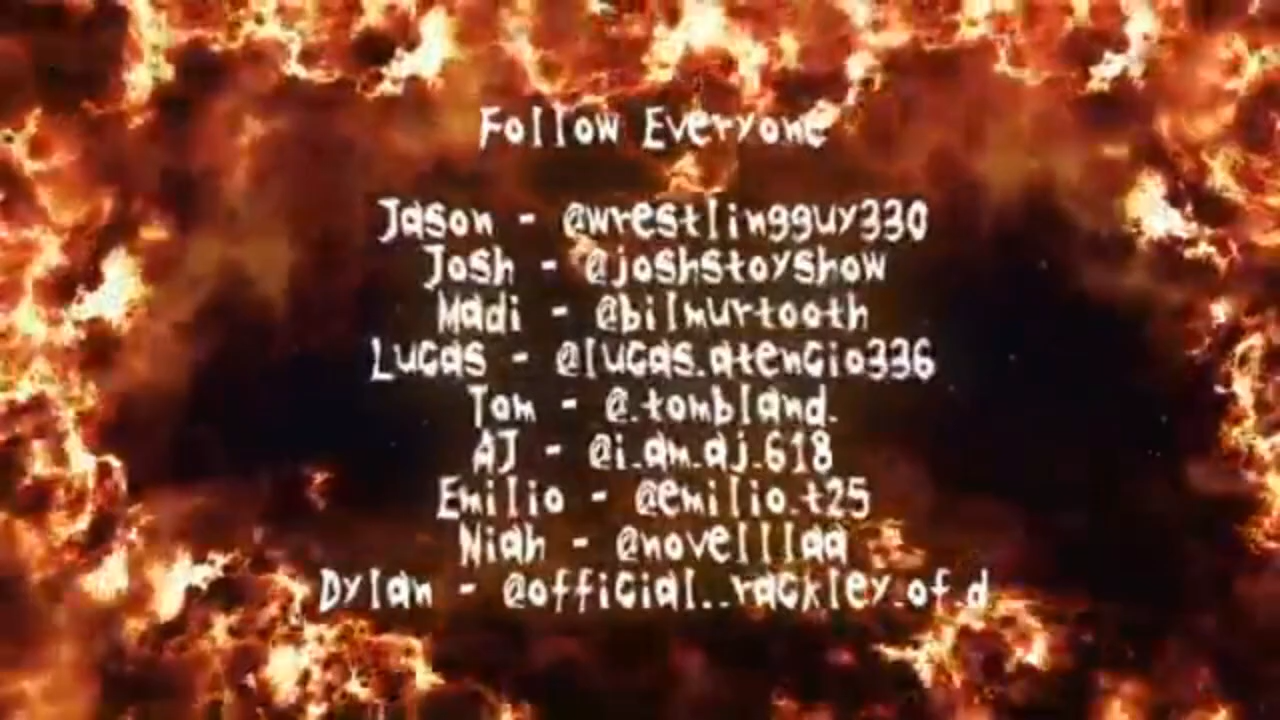 Follow Everyone
Jason - @wrestlingguy330
Josh - @joshstoyshow
Madi - @bilmurtooth
Lucas - @lucas.atencio336
Tom - @.tombland.
AJ - @i.am.aj.618
Emilio - @emilio.t25
Niah - @novelllaa
Dylan - @official..rackley.of.d